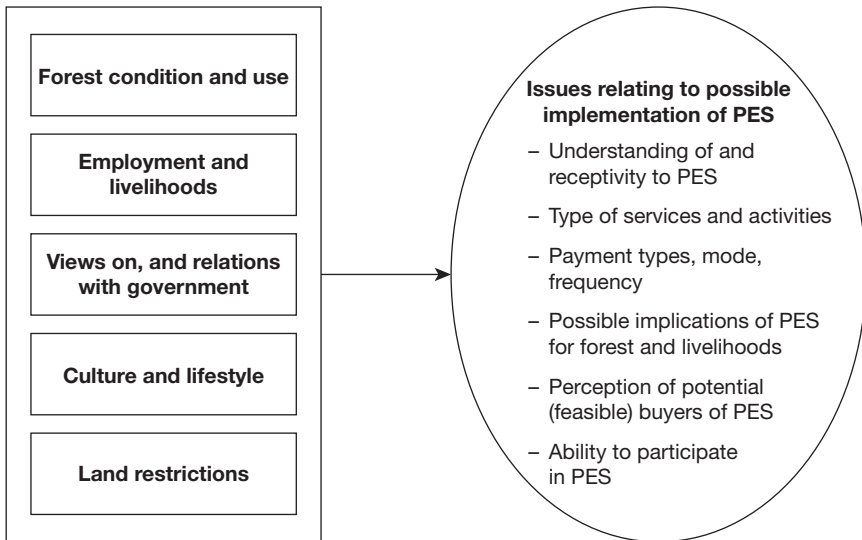 Forest condition and use
Employment and
livelihoods
Views on, and relations
with government
Culture and lifestyle
Land restrictions
Issues relating to possible
implementation of PES
– Understanding of and
receptivity to PES
– Type of services and activities
– Payment types, mode,
frequency
– Possible implications of PES
for forest and livelihoods
– Perception of potential
(feasible) buyers of PES
– Ability to participate
in PES